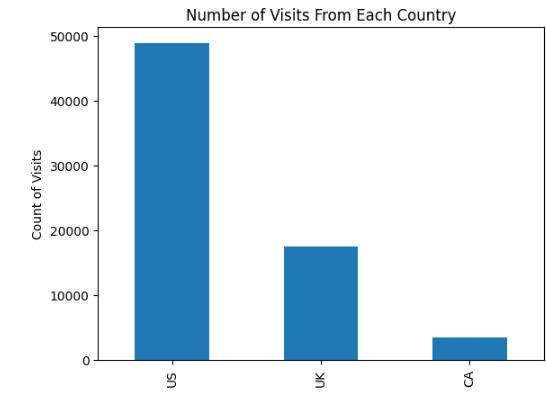 Number of Visits From Each Country
Count of Visits
50000
40000
30000
20000
10000
0
US
UK
CA